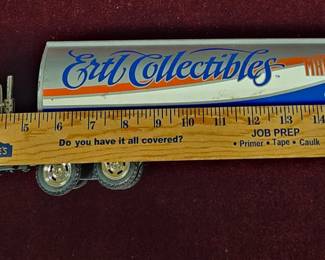 Ertl Collectibles™
5 6 7 8 9 10 11 12 13 14
Do you have it all covered?
JOB PREP
• Primer • Tape • Caulk